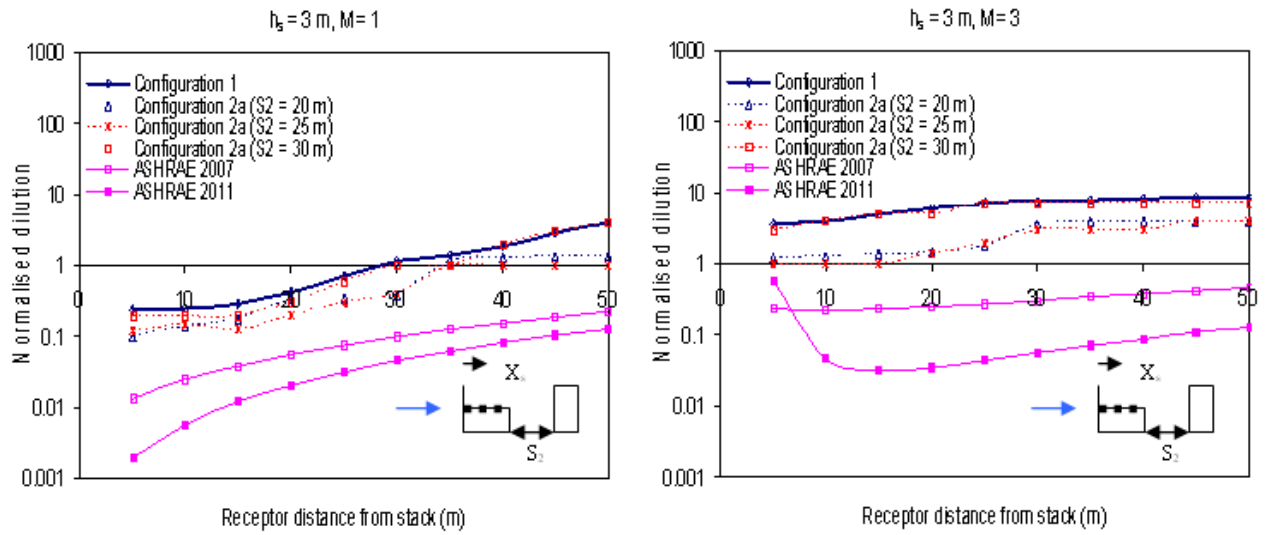 hs = 3 m, M= 1
1000
100
10
1
0.1
0.01
0.001
Normalised dilution
Configuration 1
Configuration 2a (S2 = 20 m)
Configuration 2a (S2 = 25 m)
Configuration 2a (S2 = 30 m)
ASHRAE 2007
ASHRAE 2011
0 10 20 30 40 50
X
S2
Receptor distance from stack (m)
hs = 3 m, M= 3
1000
100
10
1
0.1
0.01
0.001
Normalised dilution
Configuration 1
Configuration 2a (S2 = 20 m)
Configuration 2a (S2 = 25 m)
Configuration 2a (S2 = 30 m)
ASHRAE 2007
ASHRAE 2011
0 10 20 30 40 50
X
S2
Receptor distance from stack (m)